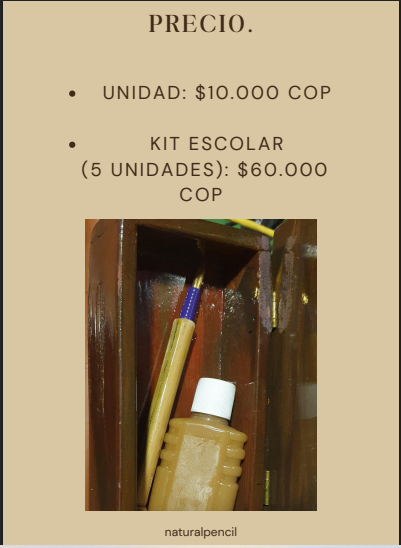 PRECIO.
• UNIDAD: $10.000 COP
• KIT ESCOLAR
(5 UNIDADES): $60.000
COP
naturalpencil